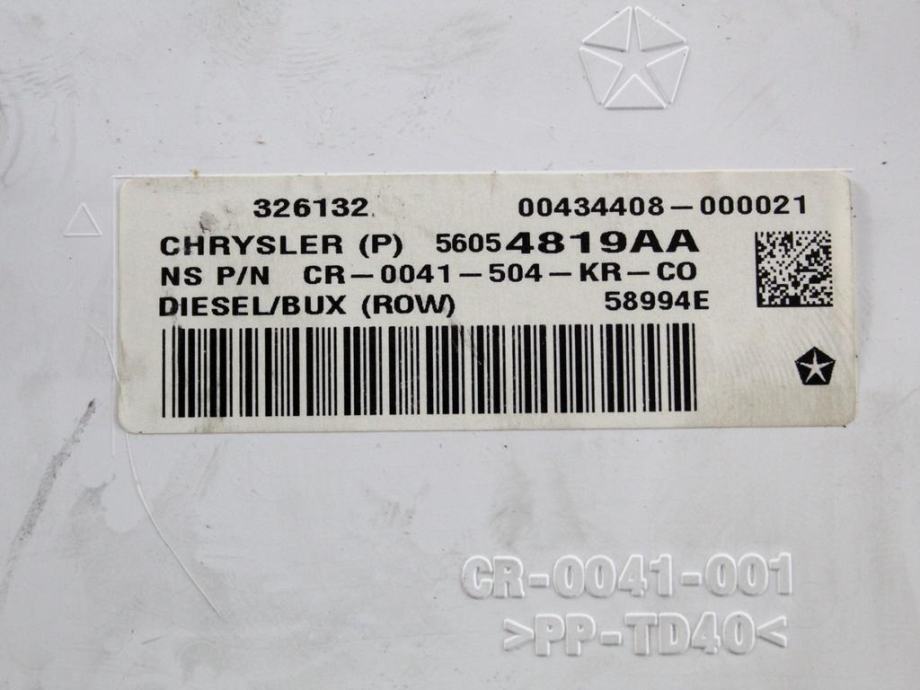 326132 00434408-000021
CHRYSLER (P) 56054819AA
NS P/N CR-0041-504-KR-CO
DIESEL/BUX (ROW) 58994E
CR-0041-001
>PP-TD40<